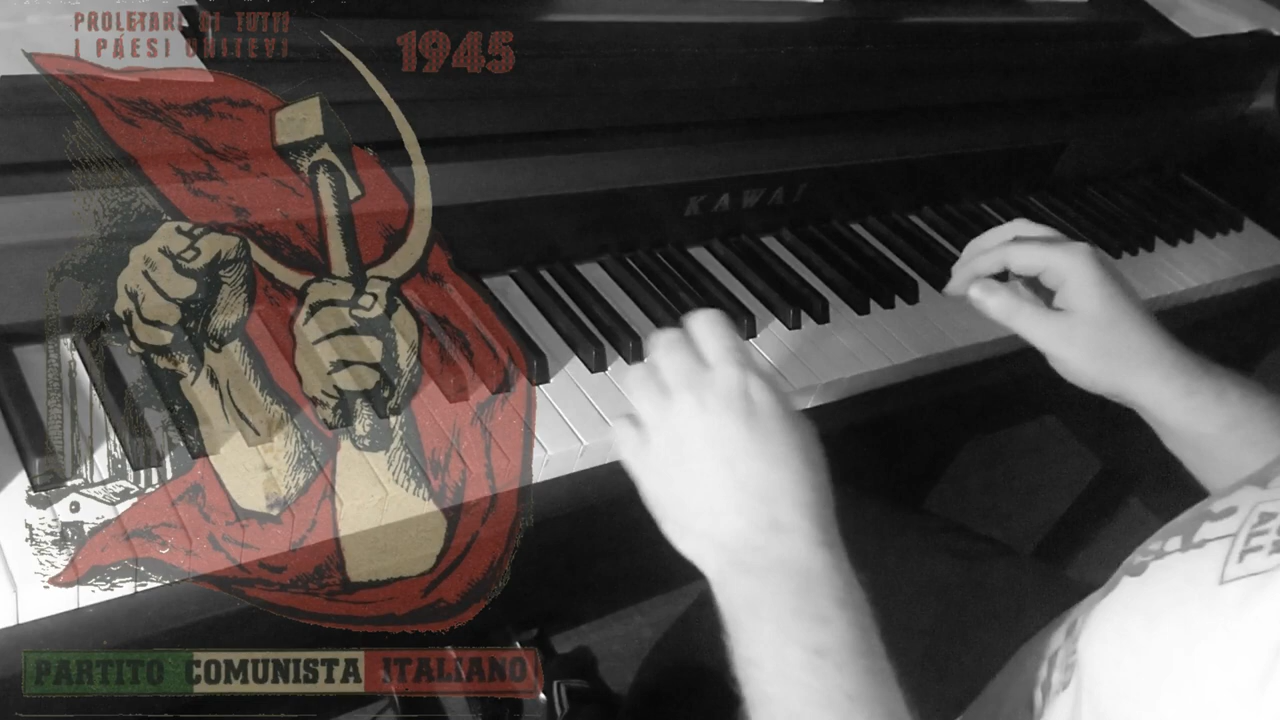 PROLETARI DI TUTTI
I PAESI UNITEVI
1945
KAWAI
PARTITO COMUNISTA ITALIANO